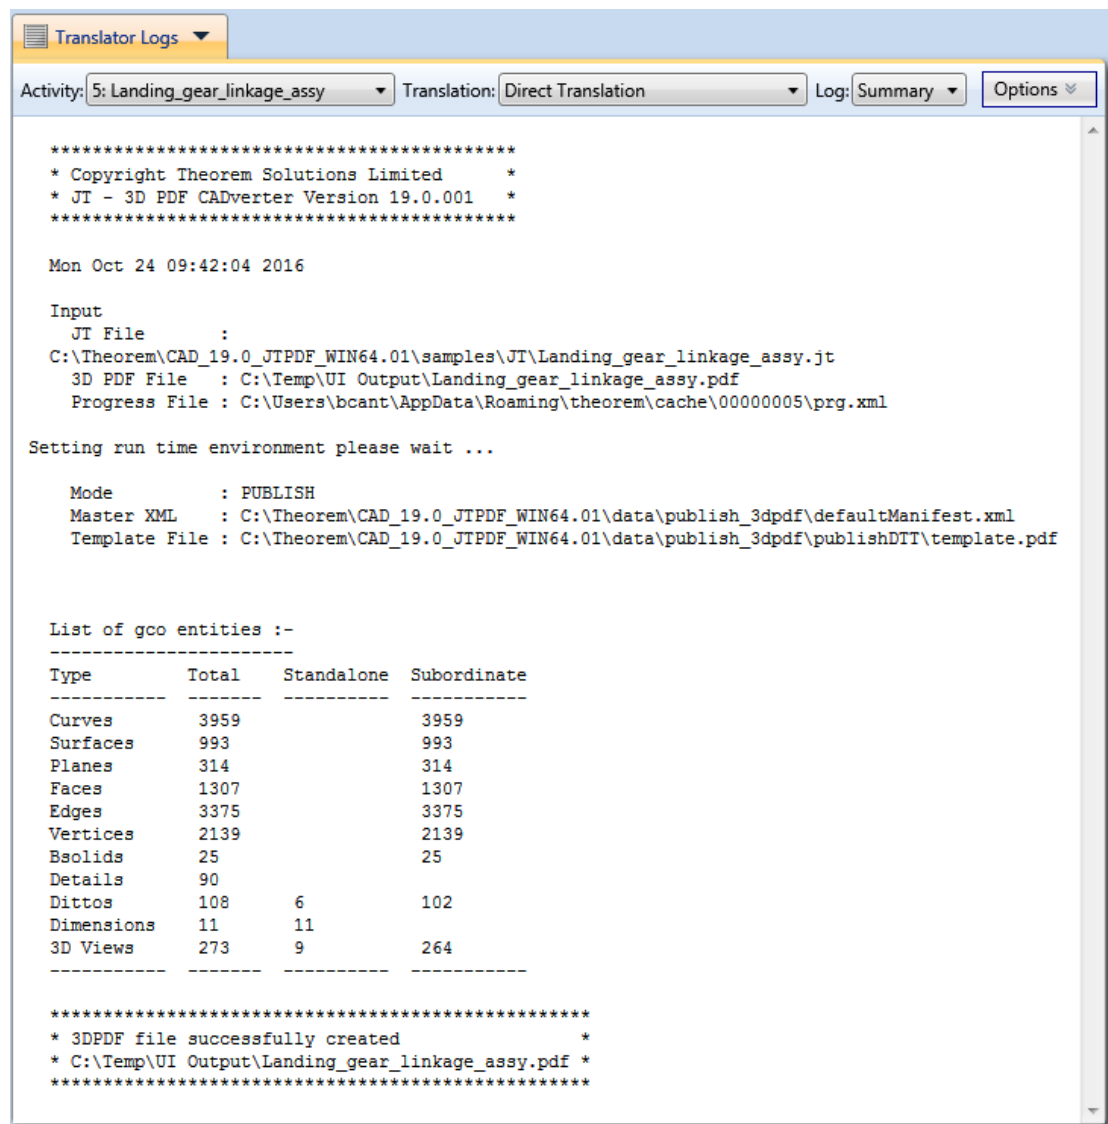 Translator Logs
Activity: 5: Landing_gear_linkage_assy Translation: Direct Translation Log: Summary Options
*********************************************
* Copyright Theorem Solutions Limited      *
* JT - 3D PDF CADverter Version 19.0.001   *
*********************************************
Mon Oct 24 09:42:04 2016
Input
JT File          :
C:\Theorem\CAD_19.0_JTPDF_WIN64.01\samples\JT\Landing_gear_linkage_assy.jt
3D PDF File   : C:\Temp\UI Output\Landing_gear_linkage_assy.pdf
Progress File : C:\Users\bcant\AppData\Roaming\theorem\cache\00000005\prg.xml
Setting run time environment please wait ...
Mode          : PUBLISH
Master XML    : C:\Theorem\CAD_19.0_JTPDF_WIN64.01\data\publish_3dpdf\defaultManifest.xml
Template File : C:\Theorem\CAD_19.0_JTPDF_WIN64.01\data\publish_3dpdf\publishDTT\template.pdf
List of gco entities :-
-----------------------
Type         Total    Standalone  Subordinate
-----------  -------  ----------  -----------
Curves        3959                 3959
Surfaces      993                  993
Planes        314                  314
Faces         1307                 1307
Edges         3375                 3375
Vertices      2139                 2139
Bsolids       25                   25
Details       90
Dittos        108      6           102
Dimensions    11       11
3D Views      273      9           264
-----------  -------  ----------  -----------
***************************************************
* 3DPDF file successfully created                 *
* C:\Temp\UI Output\Landing_gear_linkage_assy.pdf *
***************************************************